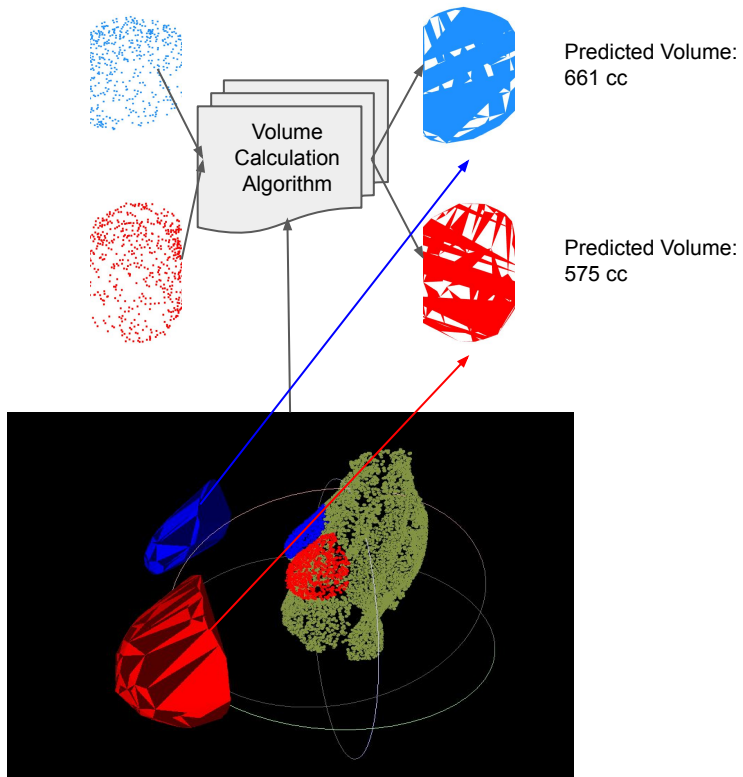 Predicted Volume:
661 cc
Volume
Calculation
Algorithm
Predicted Volume:
575 cc